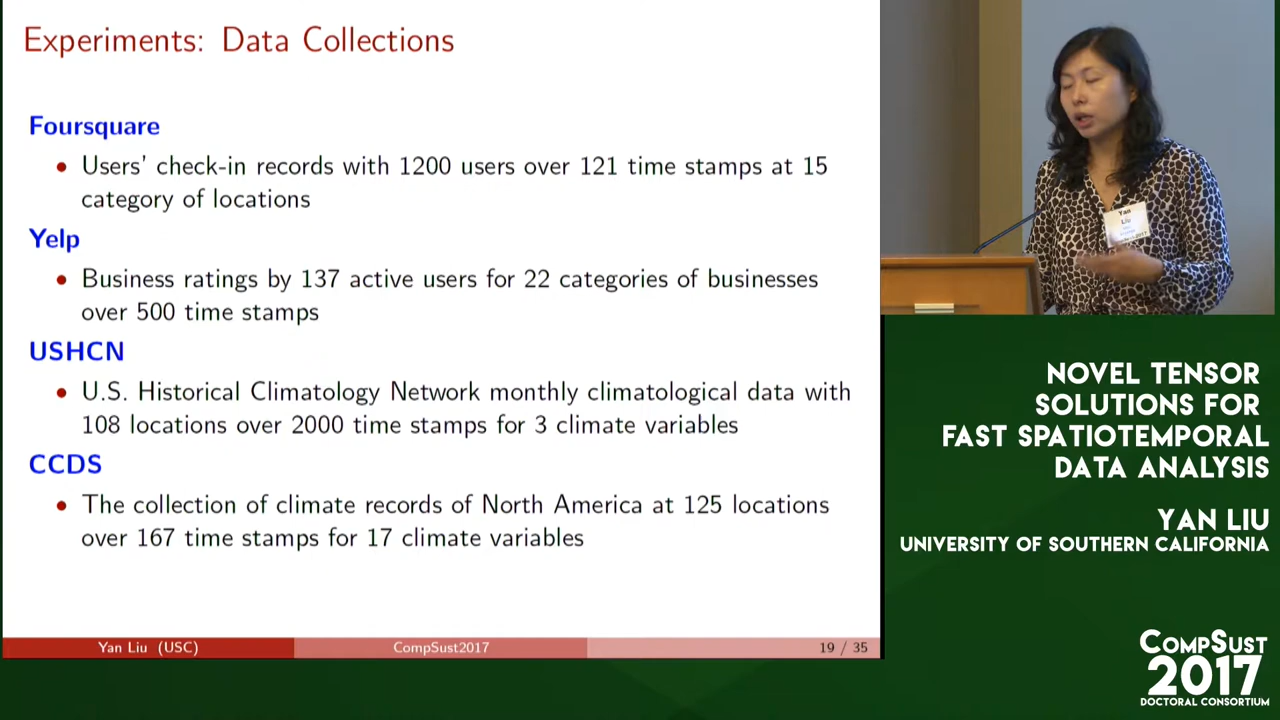 Experiments: Data Collections
Foursquare
• Users' check-in records with 1200 users over 121 time stamps at 15
category of locations
Yelp
• Business ratings by 137 active users for 22 categories of businesses
over 500 time stamps
USHCN
• U.S. Historical Climatology Network monthly climatological data with
108 locations over 2000 time stamps for 3 climate variables
CCDS
• The collection of climate records of North America at 125 locations
over 167 time stamps for 17 climate variables
Yan Liu (USC)
CompSust2017
19 / 35
Yan
Liu
NOVEL TENSOR
SOLUTIONS FOR
FAST SPATIOTEMPORAL
DATA ANALYSIS
YAN LIU
UNIVERSITY OF SOUTHERN CALIFORNIA
COMPSUST
2017
DOCTORAL CONSORTIUM